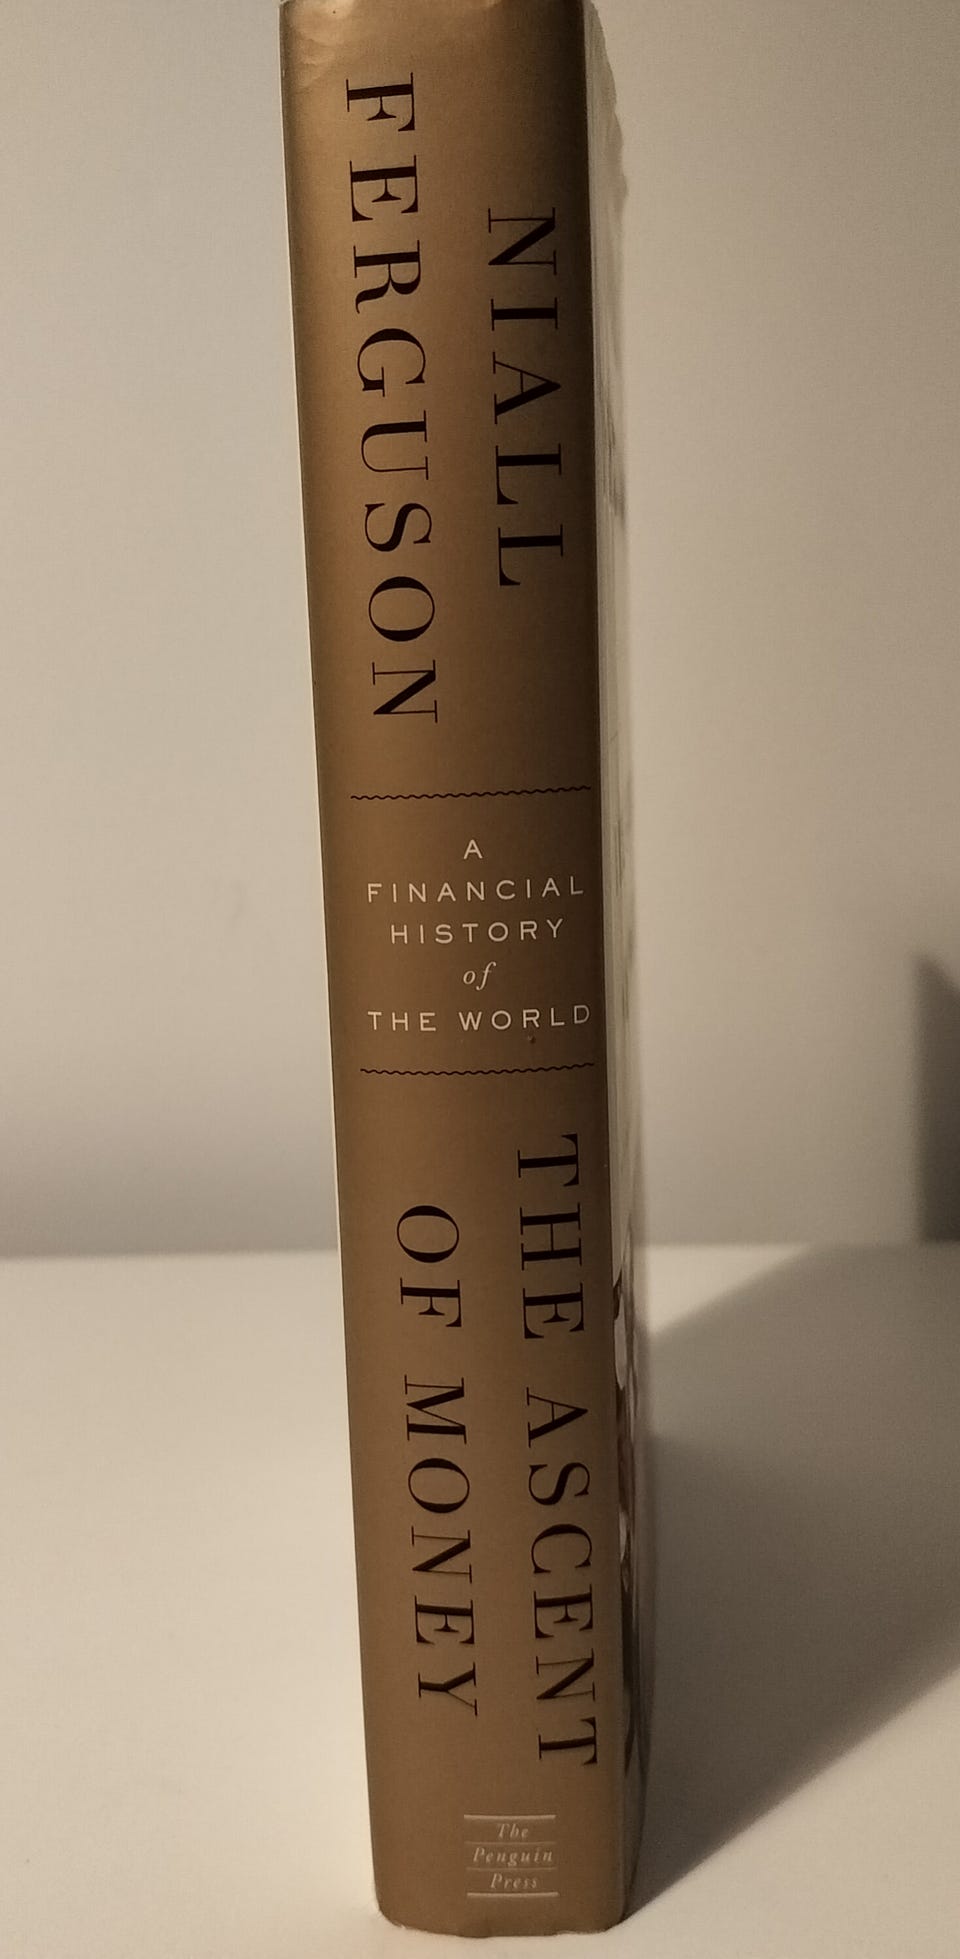 NIALL
FERGUSON
A
FINANCIAL
HISTORY
of
THE WORLD
THE ASCENT
OF MONEY
The
Penguin
Press